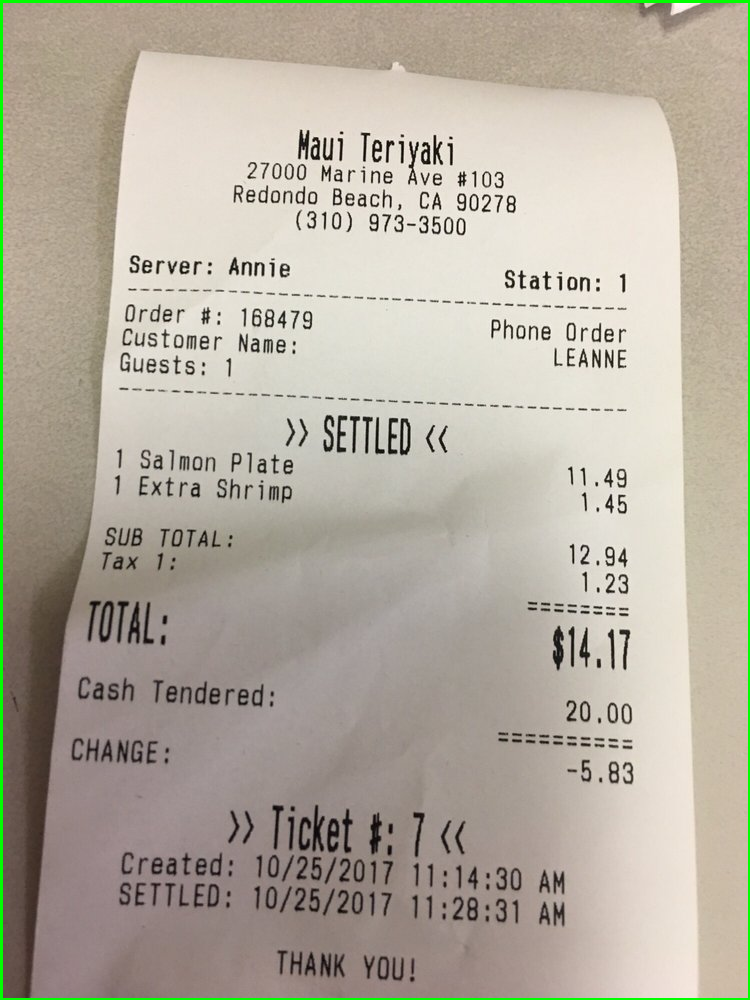 Maui Teriyaki
27000 Marine Ave #103
Redondo Beach, CA 90278
(310) 973-3500
Server: Annie Station: 1
--------------------------------
Order #: 168479 Phone Order
Customer Name: LEANNE
Guests: 1
--------------------------------
>> SETTLED <<
1 Salmon Plate 11.49
1 Extra Shrimp 1.45
SUB TOTAL: 12.94
Tax 1: 1.23
========
TOTAL: $14.17
Cash Tendered: 20.00
==========
CHANGE: -5.83
>> Ticket #: 7 <<
Created: 10/25/2017 11:14:30 AM
SETTLED: 10/25/2017 11:28:31 AM
THANK YOU!